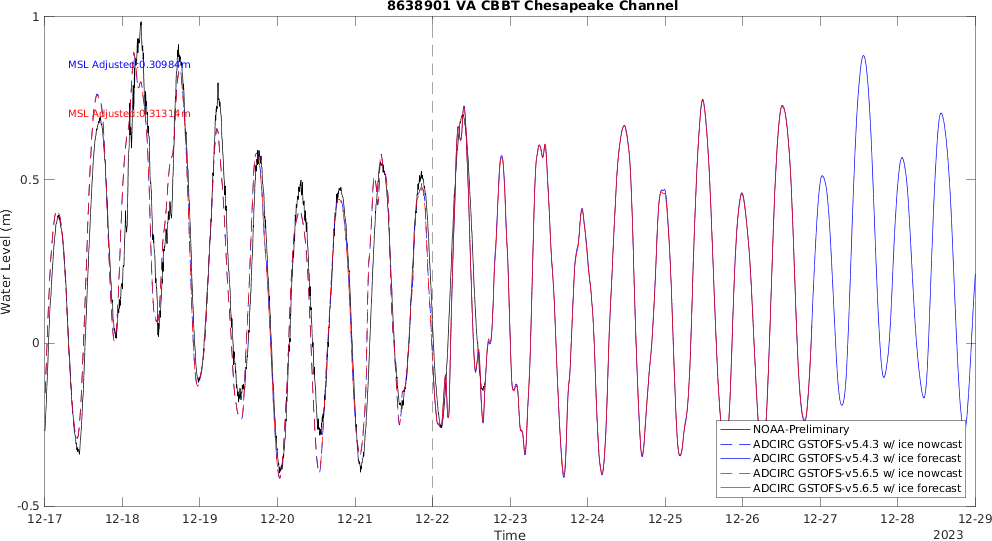 8638901 VA CBBT Chesapeake Channel
1
MSL Adjusted:0.30984m
MSL Adjusted:0.31314m
0.5
Water Level (m)
0
NOAA-Preliminary
ADCIRC GSTOFS-v5.4.3 w/ ice nowcast
ADCIRC GSTOFS-v5.4.3 w/ ice forecast
ADCIRC GSTOFS-v5.6.5 w/ ice nowcast
ADCIRC GSTOFS-v5.6.5 w/ ice forecast
-0.5
12-17 12-18 12-19 12-20 12-21 12-22 12-23 12-24 12-25 12-26 12-27 12-28 12-29
Time
2023